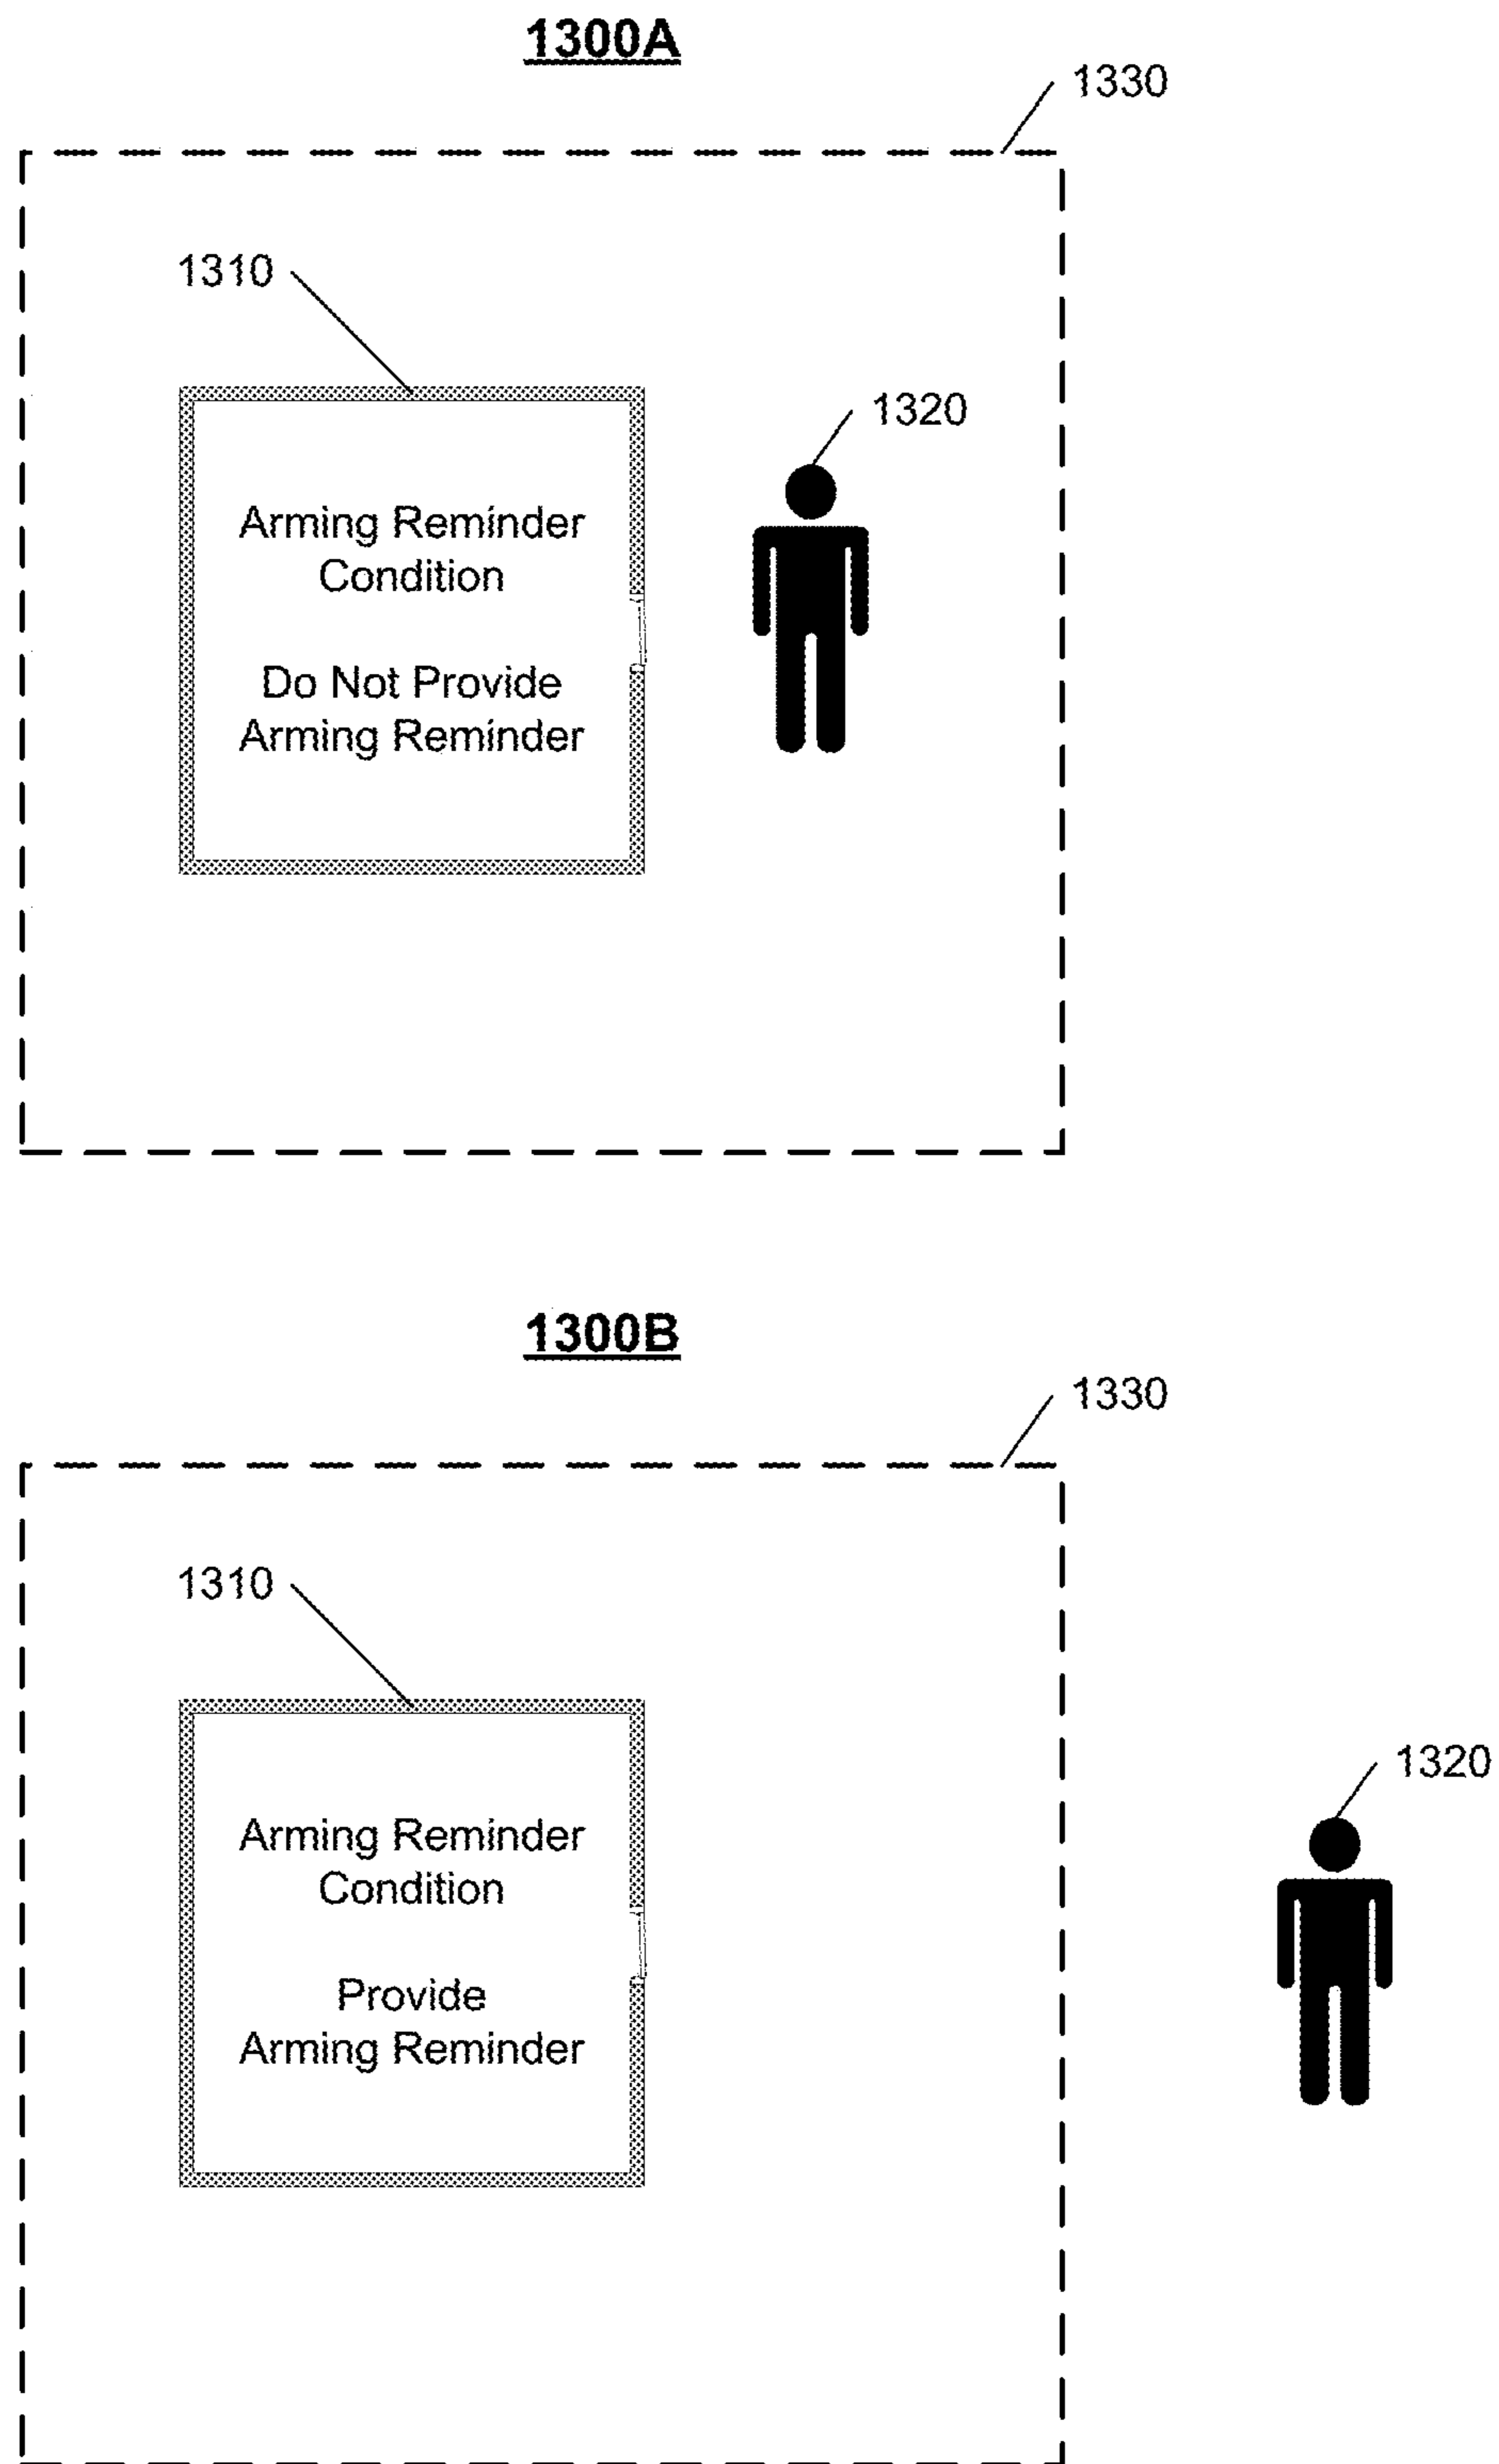 1300A
1330
1310
1320
Arming Reminder
Condition
Do Not Provide
Arming Reminder
1300B
1330
1310
1320
Arming Reminder
Condition
Provide
Arming Reminder